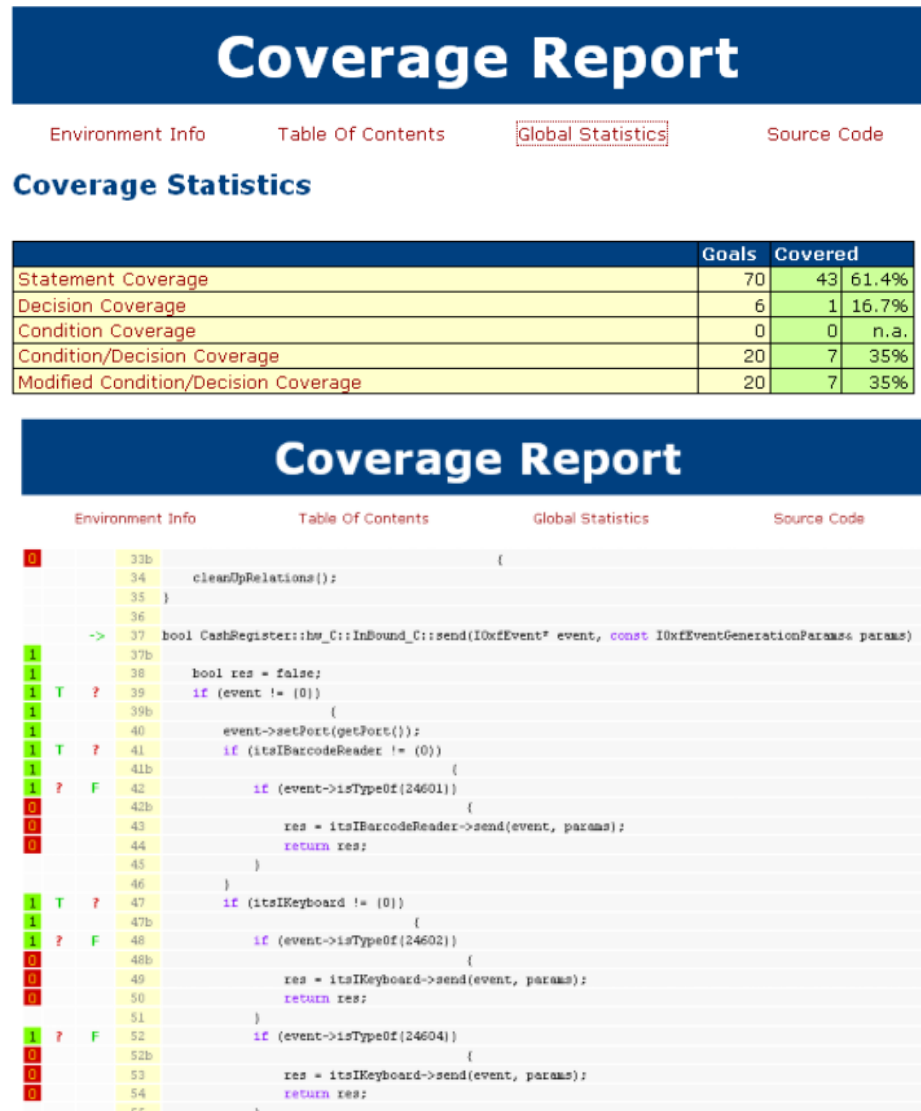 Coverage Report
Environment Info Table Of Contents Global Statistics Source Code
Coverage Statistics
Goals Covered
Statement Coverage 70 43 61.4%
Decision Coverage 6 1 16.7%
Condition Coverage 0 0 n.a.
Condition/Decision Coverage 20 7 35%
Modified Condition/Decision Coverage 20 7 35%
Coverage Report
Environment Info Table Of Contents Global Statistics Source Code
0 33b {
34 cleanUpRelations();
35 }
36
-> 37 bool CashRegister::hw_C::InBound_C::send(IOxfEvent* event, const IOxfEventGenerationParams& params)
1 37b
1 38 bool res = false;
1 T ? 39 if (event != (0))
1 39b {
1 40 event->setPort(getPort());
1 T ? 41 if (itsIBarcodeReader != (0))
1 41b {
1 ? F 42 if (event->isTypeOf(24601))
0 42b {
0 43 res = itsIBarcodeReader->send(event, params);
0 44 return res;
45 }
46 }
1 T ? 47 if (itsIKeyboard != (0))
1 47b {
1 ? F 48 if (event->isTypeOf(24602))
0 48b {
0 49 res = itsIKeyboard->send(event, params);
0 50 return res;
51 }
1 ? F 52 if (event->isTypeOf(24604))
0 52b {
0 53 res = itsIKeyboard->send(event, params);
0 54 return res;
55 }